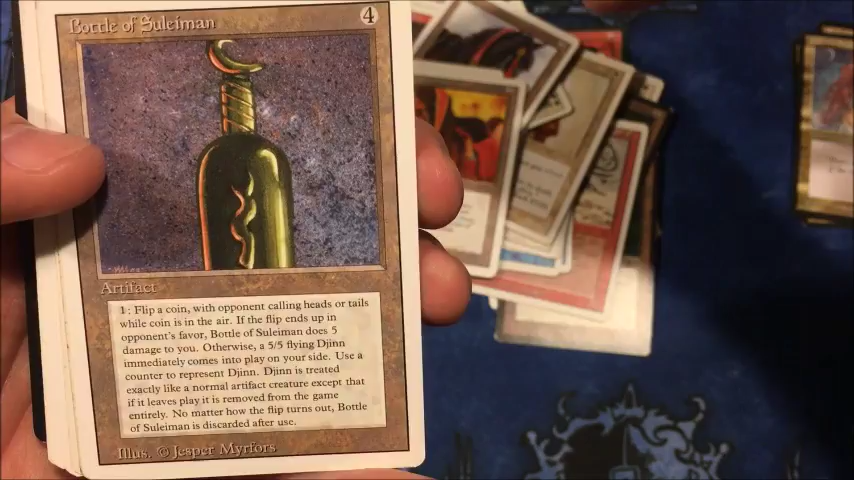 Bottle of Suleiman 4
Artifact
1: Flip a coin, with opponent calling heads or tails
while coin is in the air. If the flip ends up in
opponent's favor, Bottle of Suleiman does 5
damage to you. Otherwise, a 5/5 flying Djinn
immediately comes into play on your side. Use a
counter to represent Djinn. Djinn is treated
exactly like a normal artifact creature except that
if it leaves play it is removed from the game
entirely. No matter how the flip turns out, Bottle
of Suleiman is discarded after use.
Illus. © Jesper Myrfors